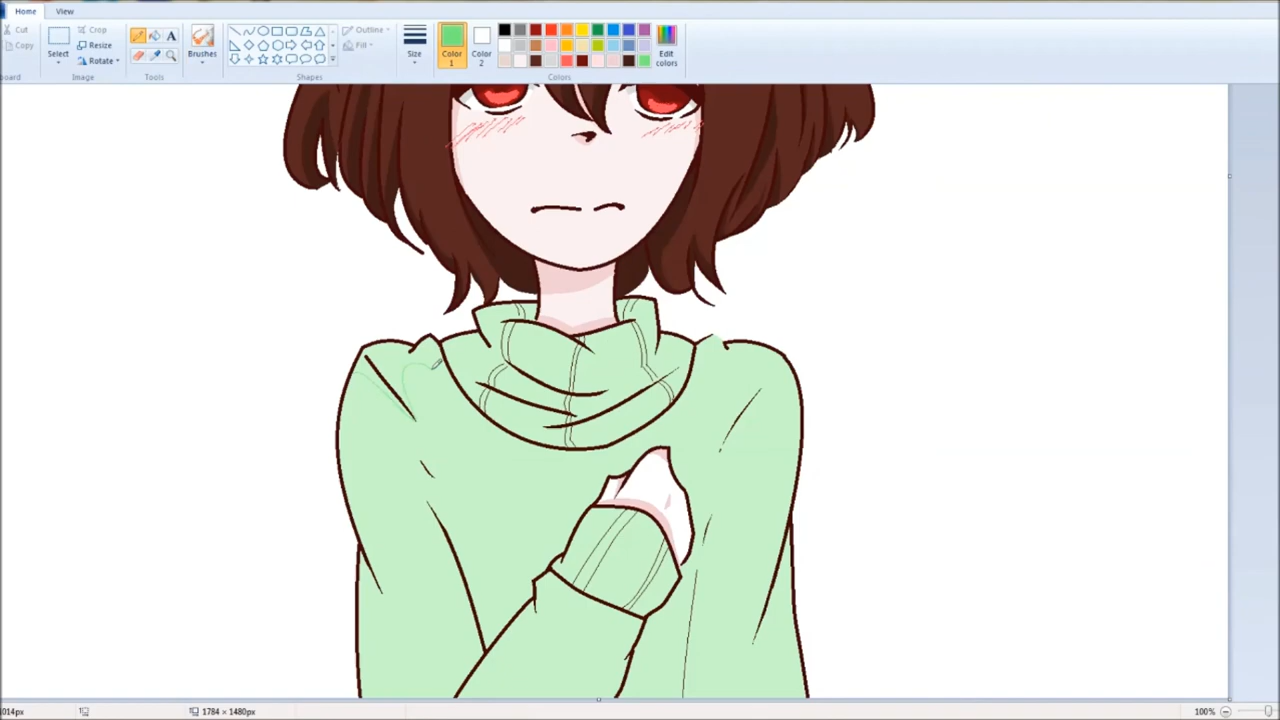 Home View
Cut
Copy
Select
Crop
Resize
Rotate
A
Brushes
Outline
Fill
Size
Color 1
Color 2
Edit colors
Image
Tools
Shapes
Colors
1784 × 1480px
100%